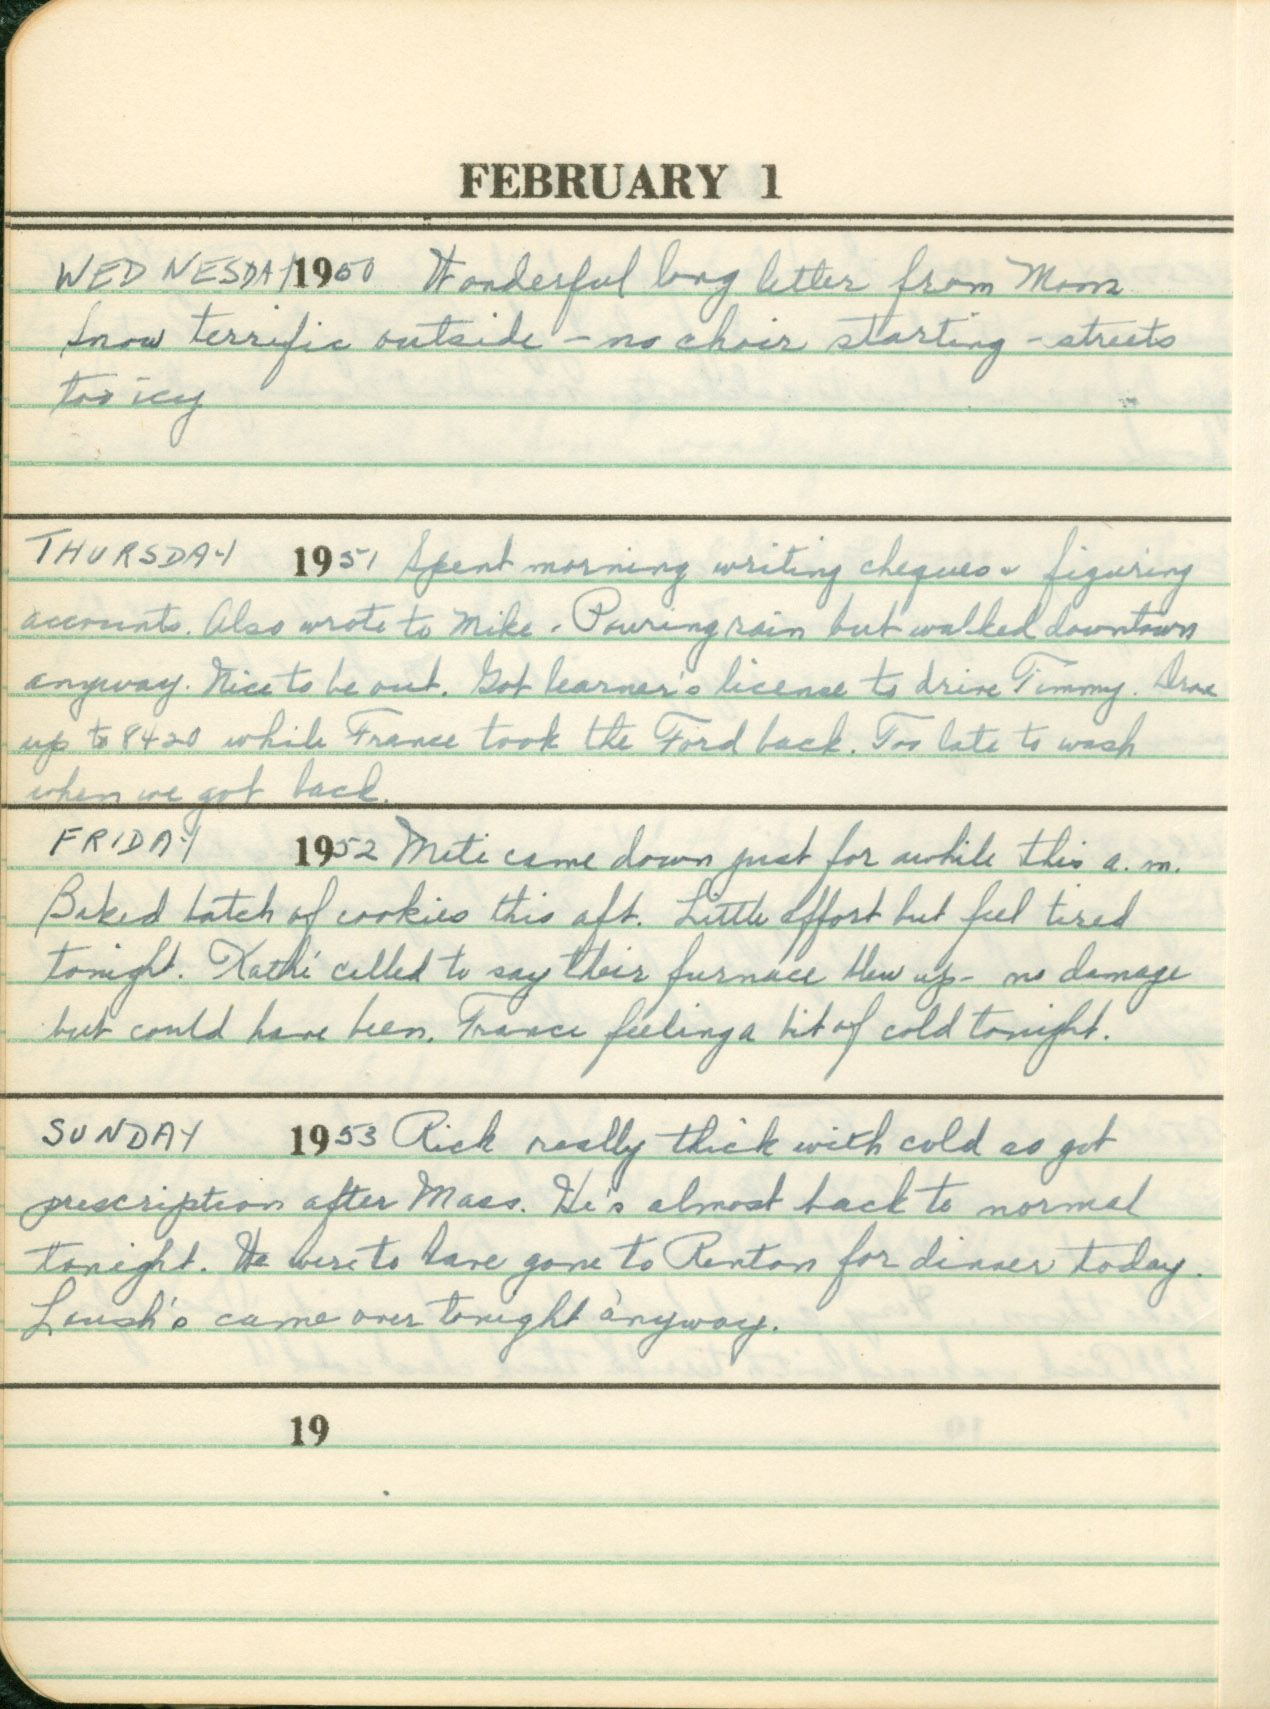 FEBRUARY 1
WEDNESDAY 1950 Wonderful long letter from Mom
Snow terrific outside - no choir starting - streets
too icy
THURSDAY 1951 Spent morning writing cheques & figuring
accounts. Also wrote to Mike. Pouring rain but walked downtown
anyway. Nice to be out. Got learner's license to drive Timmy. Drove
up to 8420 while France took the Ford back. Too late to wash
when we got back.
FRIDAY 1952 Meti came down just for awhile this a.m.
Baked batch of cookies this aft. Little effort but feel tired
tonight. Kathi called to say their furnace blew up - no damage
but could have been. France feeling a bit of cold tonight.
SUNDAY 1953 Rick really thick with cold so got
prescription after Mass. He's almost back to normal
tonight. We were to have gone to Renton for dinner today.
came over tonight anyway.
19